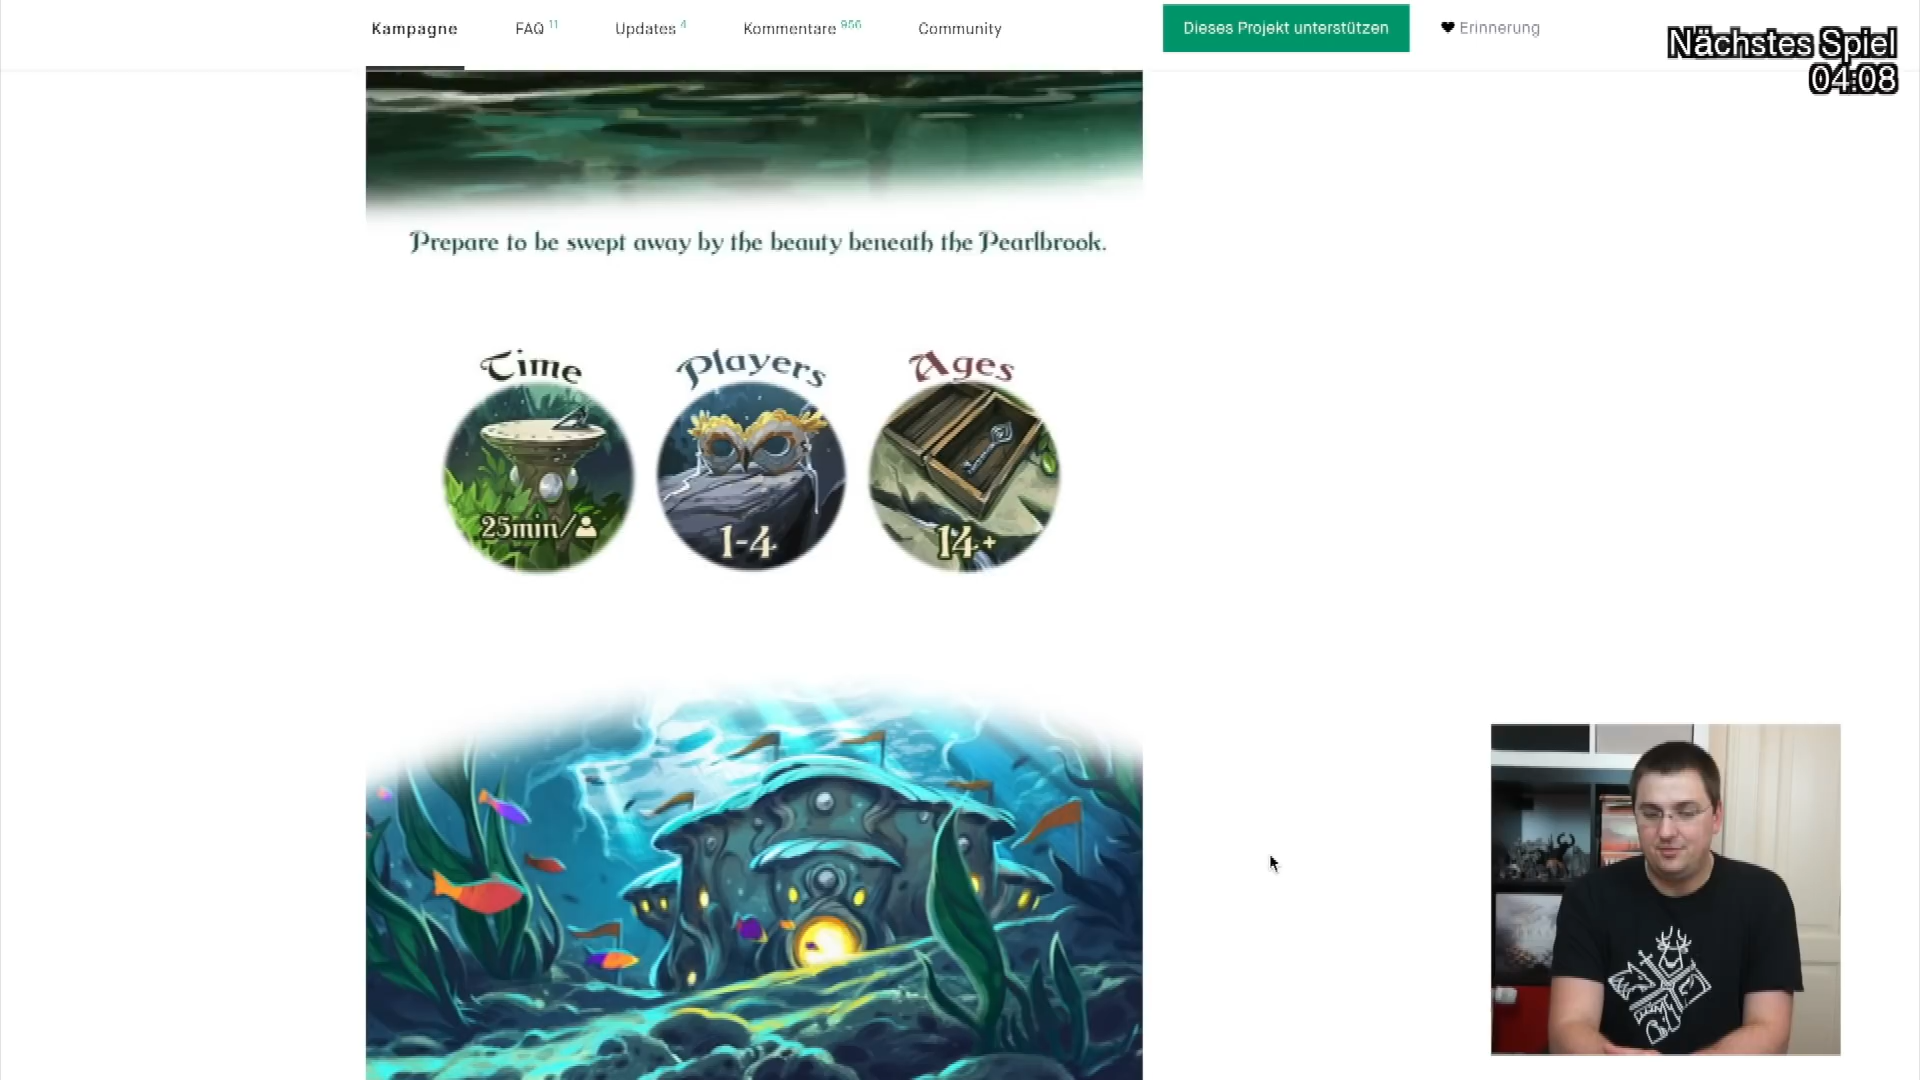 Kampagne
FAQ 11
Updates 4
Kommentare 956
Community
Dieses Projekt unterstützen
Erinnerung
Nächstes Spiel
04:08
Prepare to be swept away by the beauty beneath the Pearlbrook.
Time
Players
Ages
25min/
1-4
14+